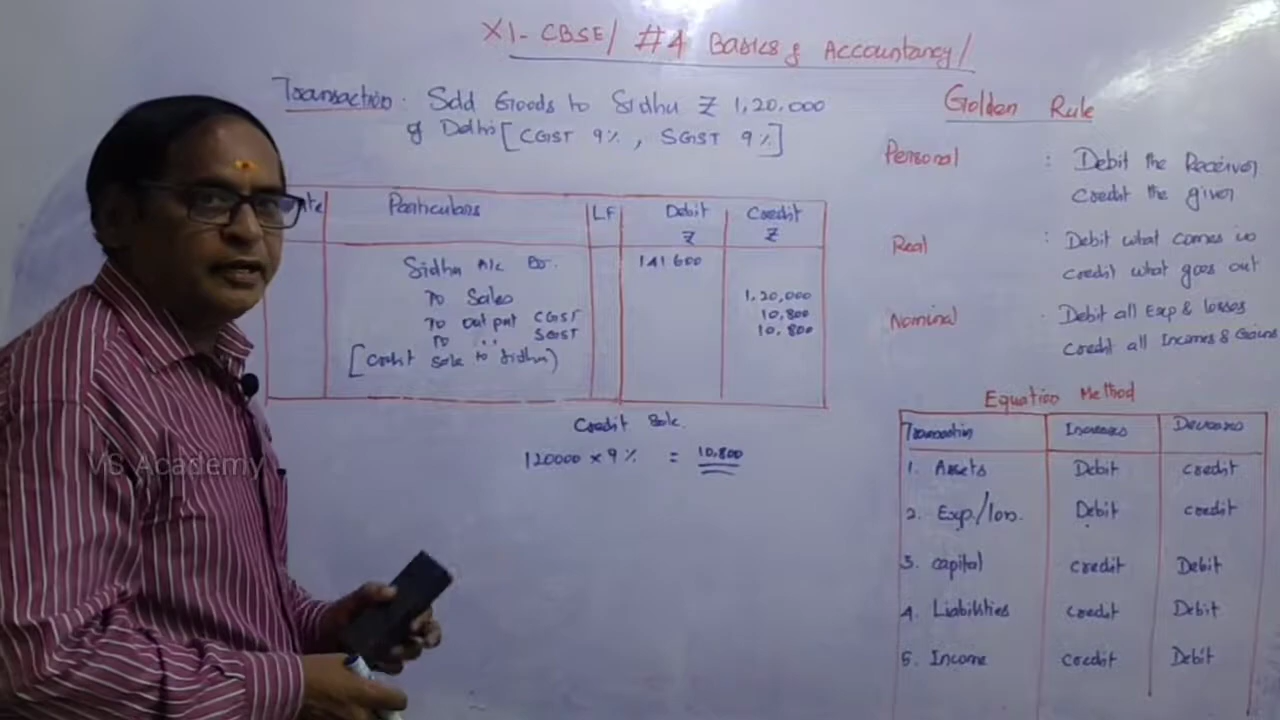 XI- CBSE/ #4 Basics of Accountancy/
Transaction: Sold Goods to Sidhu ₹ 1,20,000
of Delhi [CGST 9%, SGST 9%]
Particulars LF Debit ₹ Credit ₹
Sidhu A/c Dr. 141600
To Sales 1,20,000
To output CGST 10,800
To ,, SGST 10,800
[Credit Sale to Sidhu)
Credit Sale.
120000 × 9% = 10,800
Golden Rule
Personal : Debit the Receiver
Credit the giver
Real : Debit what comes in
Credit what goes out
Nominal : Debit all Exp & losses
Credit all Incomes & Gains
Equation Method
Transaction Increases Decreases
1. Assets Debit credit
2. Exp./loss. Debit credit
3. capital credit Debit
4. Liabilities credit Debit
5. Income credit Debit
VS Academy